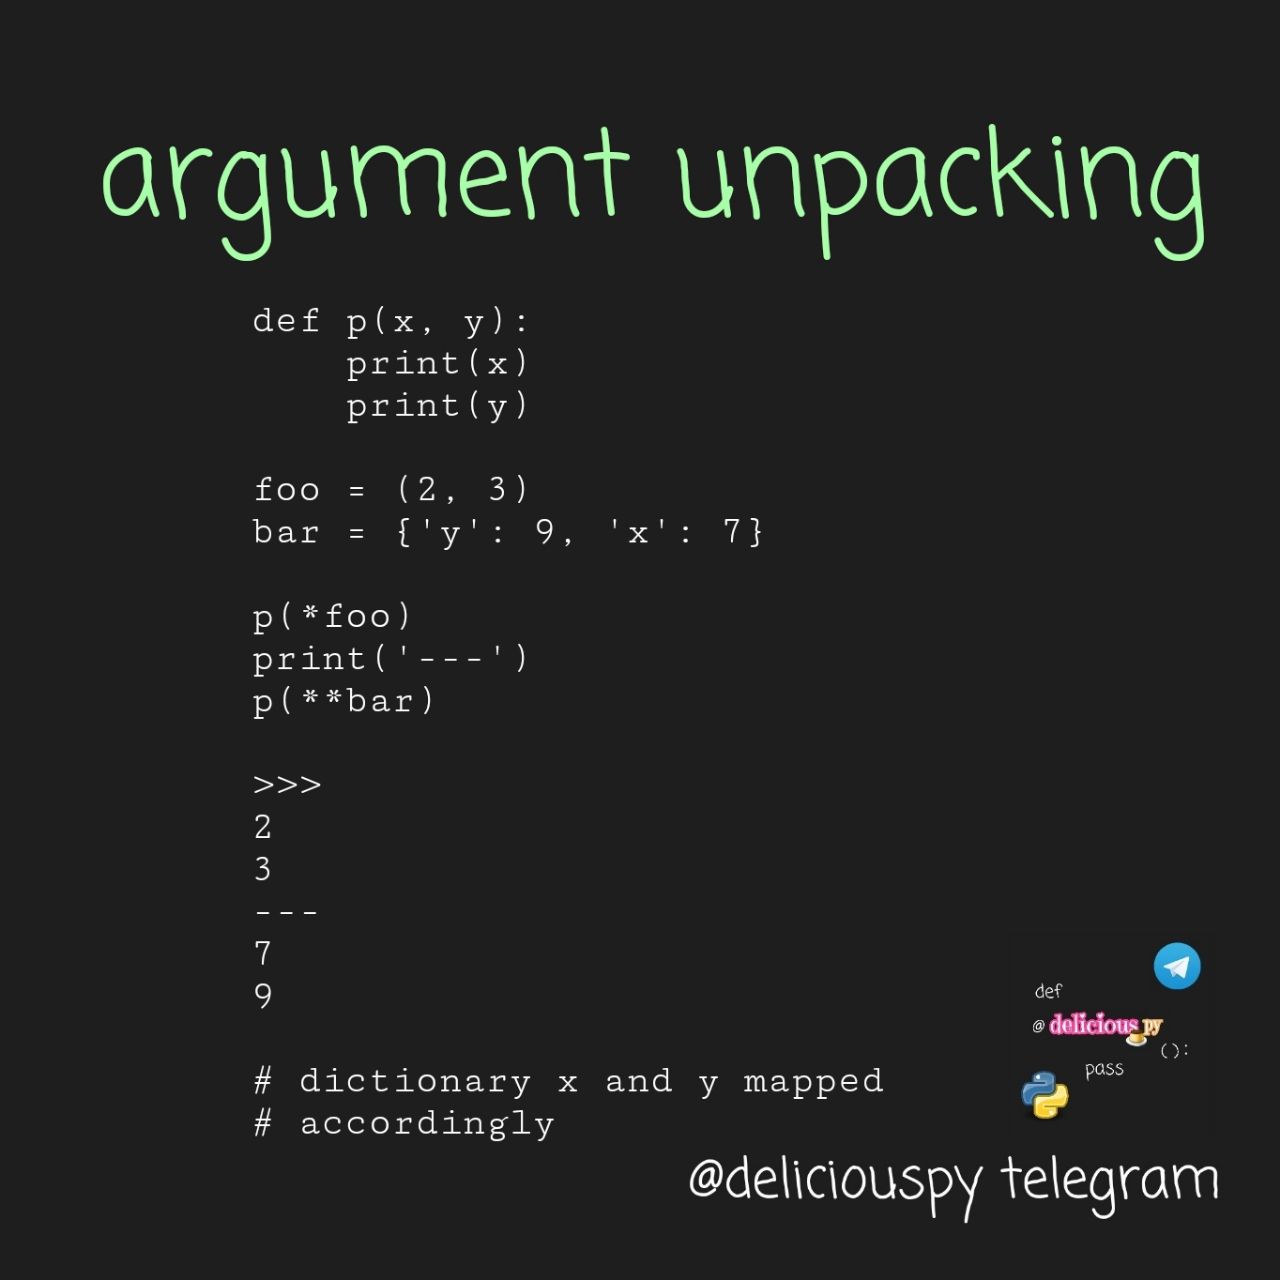 argument unpacking
def p(x, y):
    print(x)
    print(y)
foo = (2, 3)
bar = {'y': 9, 'x': 7}
p(*foo)
print('---')
p(**bar)
>>>
2
3
---
7
9
# dictionary x and y mapped
# accordingly
def
@delicious py
():
pass
@deliciouspy telegram